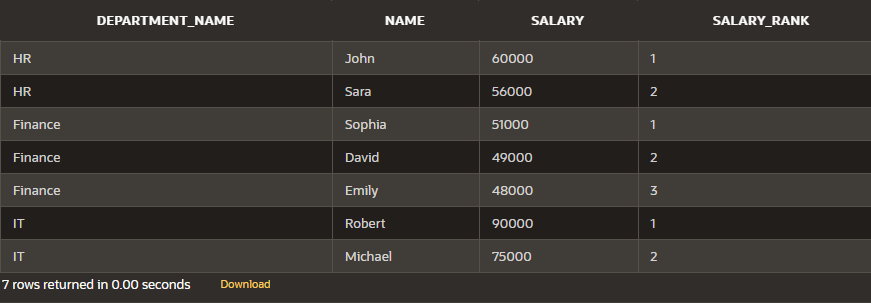 DEPARTMENT_NAME NAME SALARY SALARY_RANK
HR John 60000 1
HR Sara 56000 2
Finance Sophia 51000 1
Finance David 49000 2
Finance Emily 48000 3
IT Robert 90000 1
IT Michael 75000 2
7 rows returned in 0.00 seconds Download